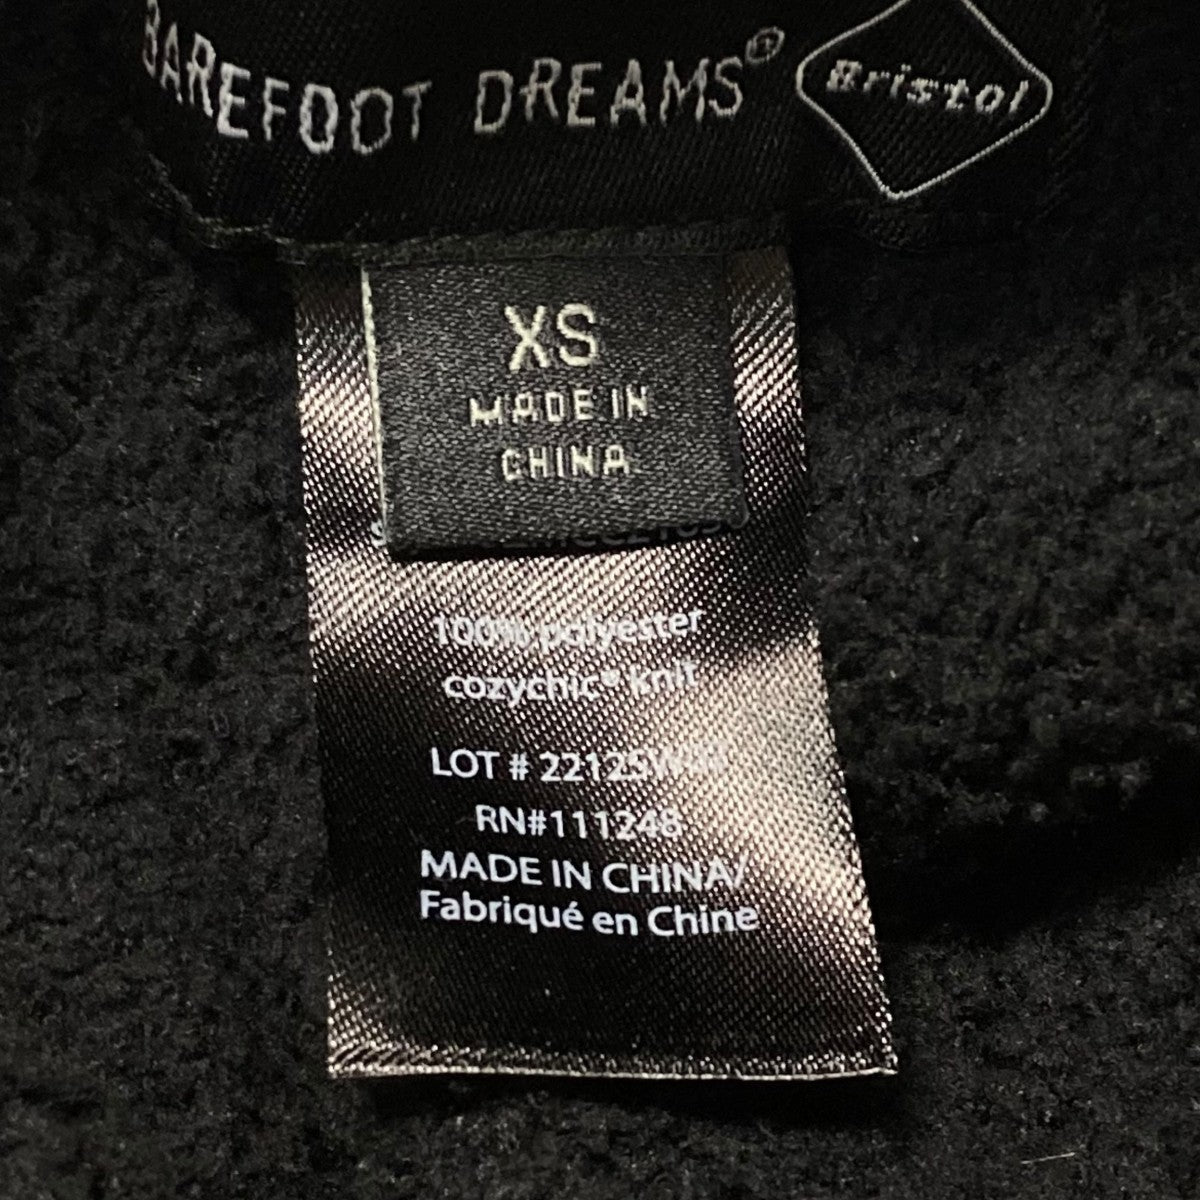 BAREFOOT DREAMS® Bristol
XS
MADE IN
CHINA
100% polyester
cozychic® knit
LOT #
RN#111248
MADE IN CHINA/
Fabriqué en Chine